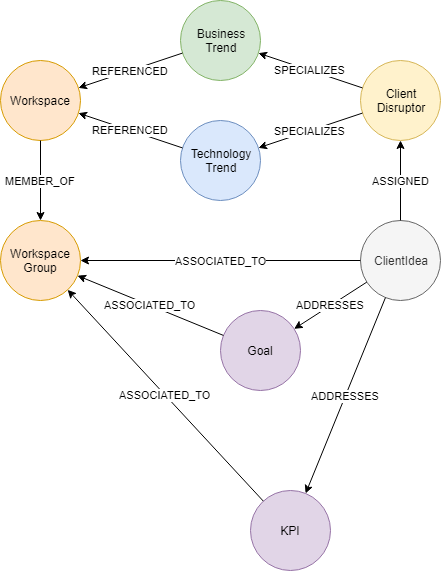 Business
Trend
REFERENCED
SPECIALIZES
Workspace
Client
Disruptor
REFERENCED
SPECIALIZES
Technology
Trend
MEMBER_OF
ASSIGNED
Workspace
Group
ASSOCIATED_TO
ClientIdea
ASSOCIATED_TO
ADDRESSES
Goal
ASSOCIATED_TO
ADDRESSES
KPI